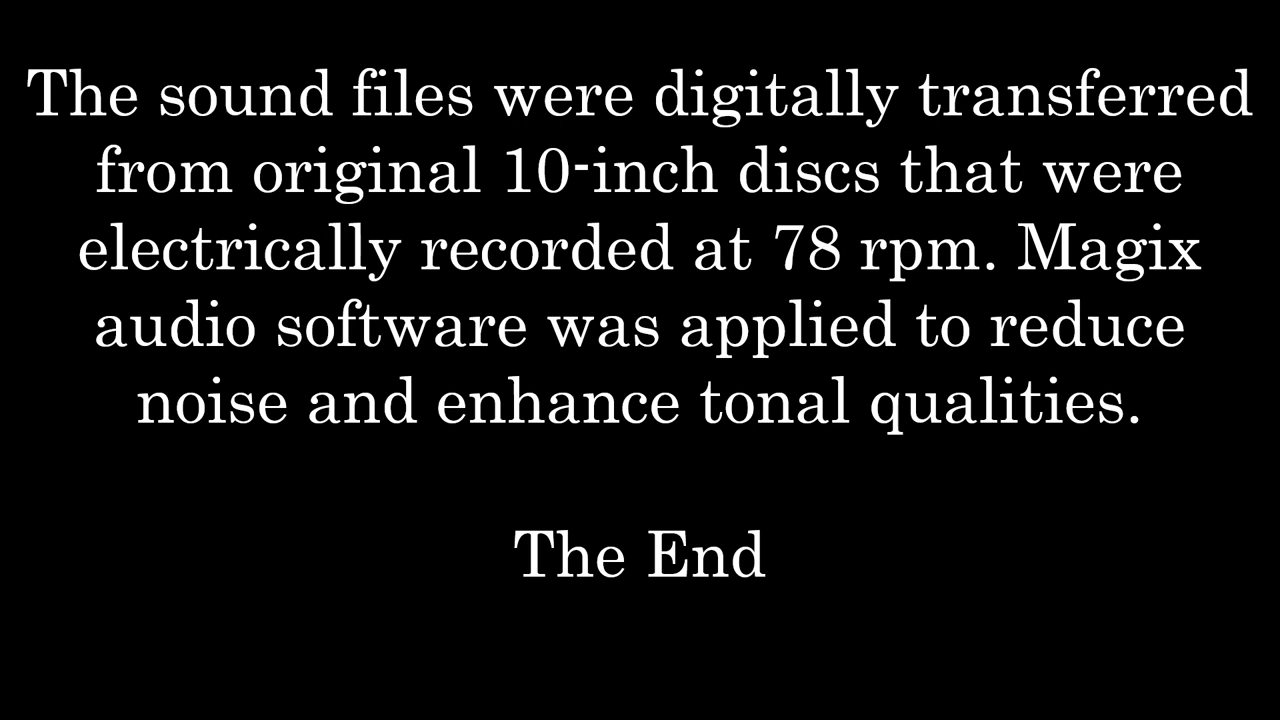 The sound files were digitally transferred
from original 10-inch discs that were
electrically recorded at 78 rpm. Magix
audio software was applied to reduce
noise and enhance tonal qualities.
The End